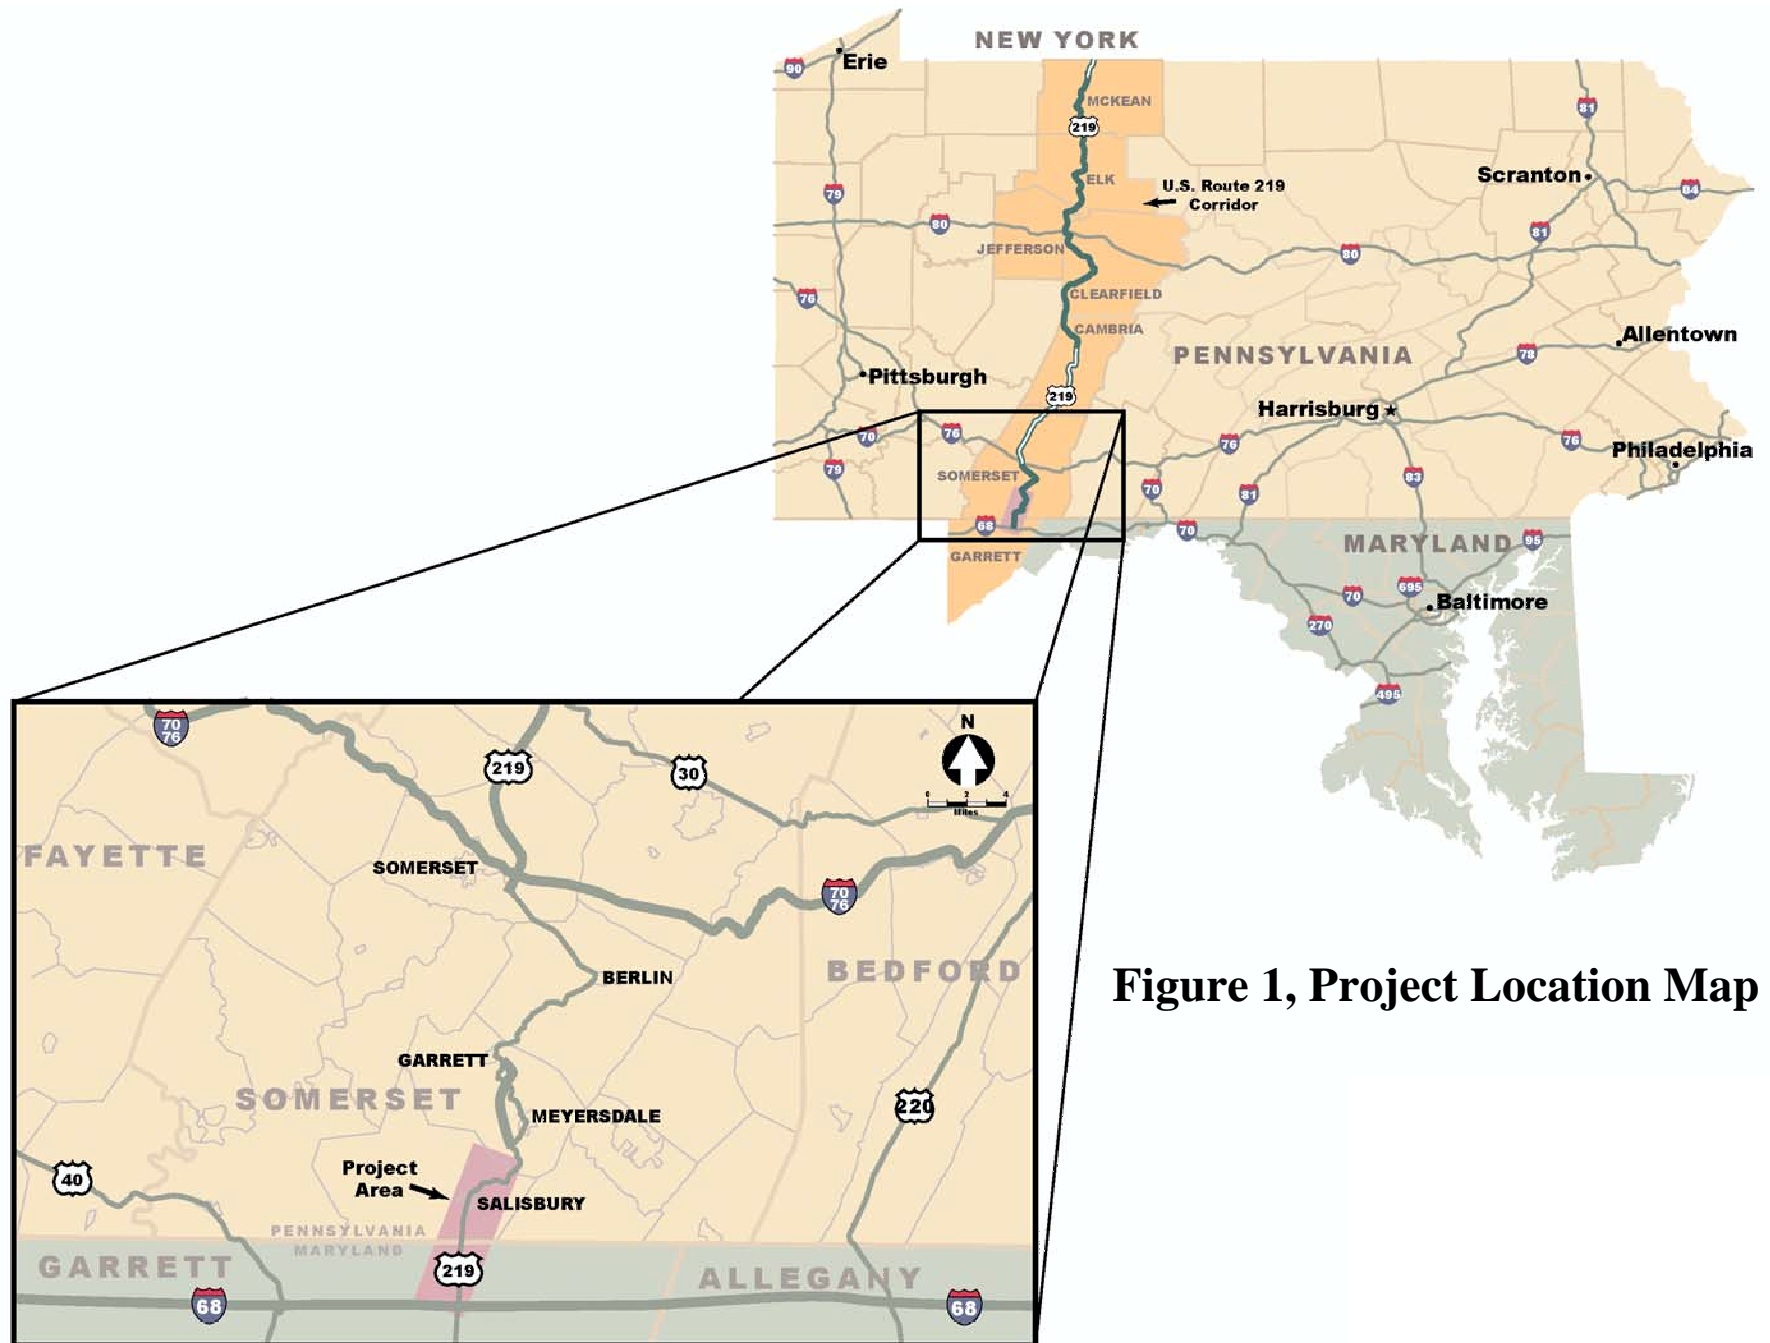 NEW YORK
90
Erie
MCKEAN
81
219
79
ELK
Scranton
84
U.S. Route 219
Corridor
80
81
JEFFERSON
80
76
CLEARFIELD
CAMBRIA
Allentown
PENNSYLVANIA
78
Pittsburgh
219
Harrisburg
70
76
76
76
Philadelphia
79
SOMERSET
70
81
83
68
70
MARYLAND
95
GARRETT
70
695
Baltimore
270
495
70
76
219
30
N
0 2 4
Miles
FAYETTE
SOMERSET
70
76
BERLIN
BEDFORD
Figure 1, Project Location Map
GARRETT
SOMERSET
MEYERSDALE
220
Project
Area
40
SALISBURY
PENNSYLVANIA
MARYLAND
GARRETT
219
ALLEGANY
68
68